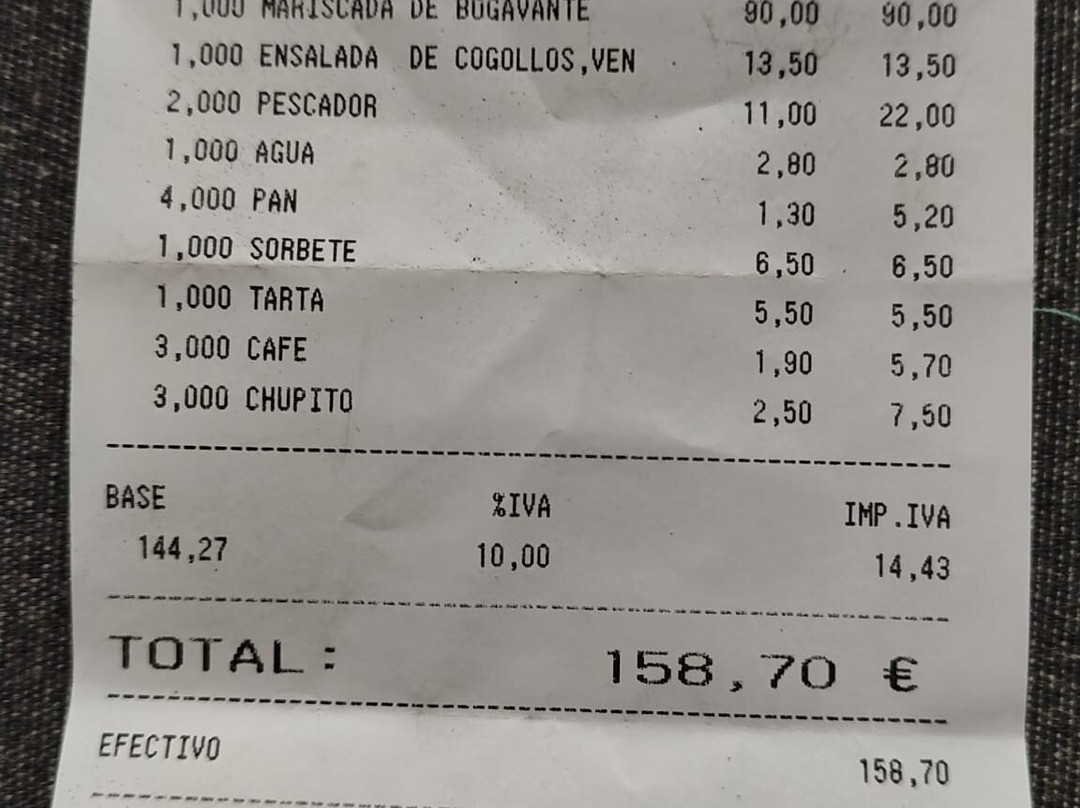 1,000 MARISCADA DE BOGAVANTE 90,00 90,00
1,000 ENSALADA DE COGOLLOS,VEN 13,50 13,50
2,000 PESCADOR 11,00 22,00
1,000 AGUA 2,80 2,80
4,000 PAN 1,30 5,20
1,000 SORBETE 6,50 6,50
1,000 TARTA 5,50 5,50
3,000 CAFE 1,90 5,70
3,000 CHUPITO 2,50 7,50
BASE %IVA IMP.IVA
144,27 10,00 14,43
TOTAL: 158,70 €
EFECTIVO 158,70